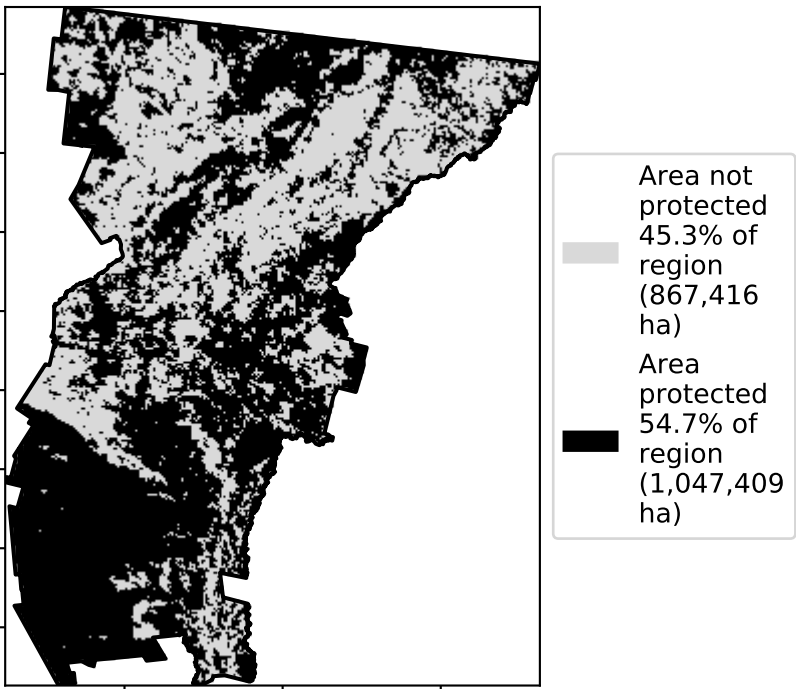 Area not
protected
45.3% of
region
(867,416
ha)
Area
protected
54.7% of
region
(1,047,409
ha)